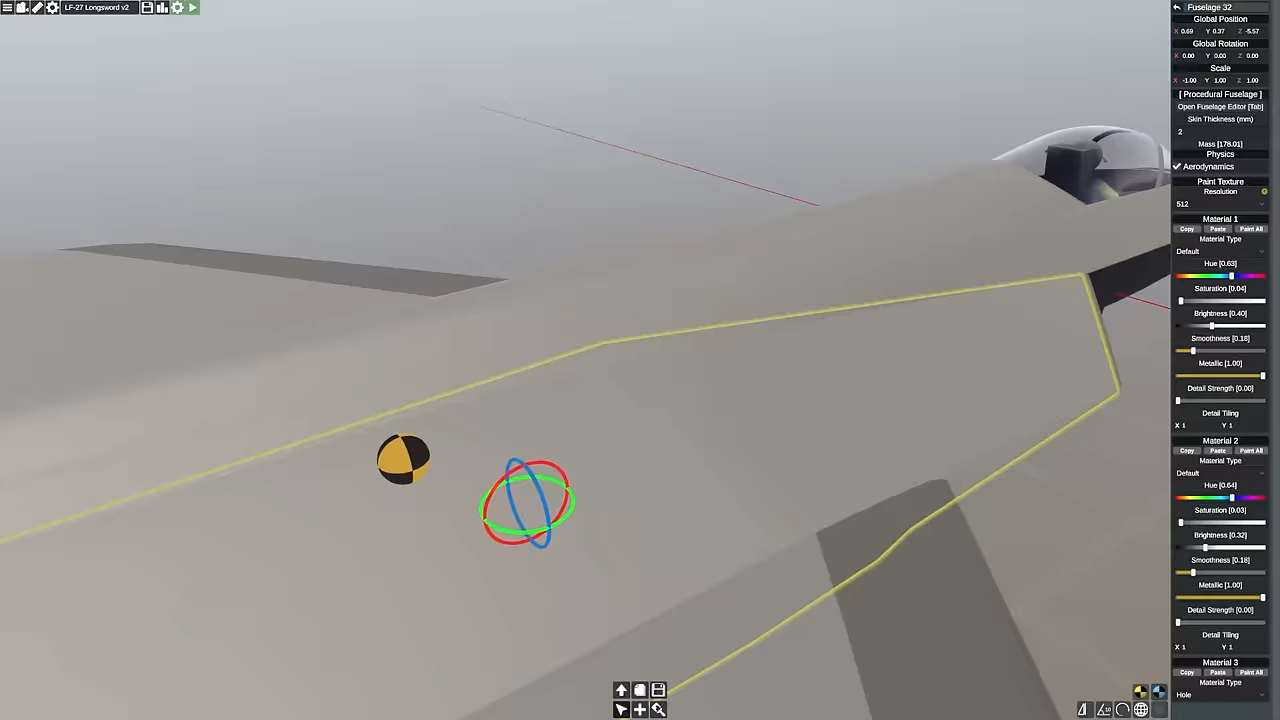 LF-27 Longsword v2
Fuselage 32
Global Position
X 0.69 Y 0.37 Z -5.57
Global Rotation
X 0.00 Y 0.00 Z 0.00
Scale
X -1.00 Y 1.00 Z 1.00
[ Procedural Fuselage ]
Open Fuselage Editor [Tab]
Skin Thickness (mm)
2
Mass [178.01]
Physics
Aerodynamics
Paint Texture
Resolution
512
Material 1
Copy Paste Paint All
Material Type
Default
Hue [0.63]
Saturation [0.04]
Brightness [0.40]
Smoothness [0.18]
Metallic [1.00]
Detail Strength [0.00]
Detail Tiling
X 1 Y 1
Material 2
Copy Paste Paint All
Material Type
Default
Hue [0.64]
Saturation [0.03]
Brightness [0.32]
Smoothness [0.18]
Metallic [1.00]
Detail Strength [0.00]
Detail Tiling
X 1 Y 1
Material 3
Copy Paste Paint All
Material Type
Hole